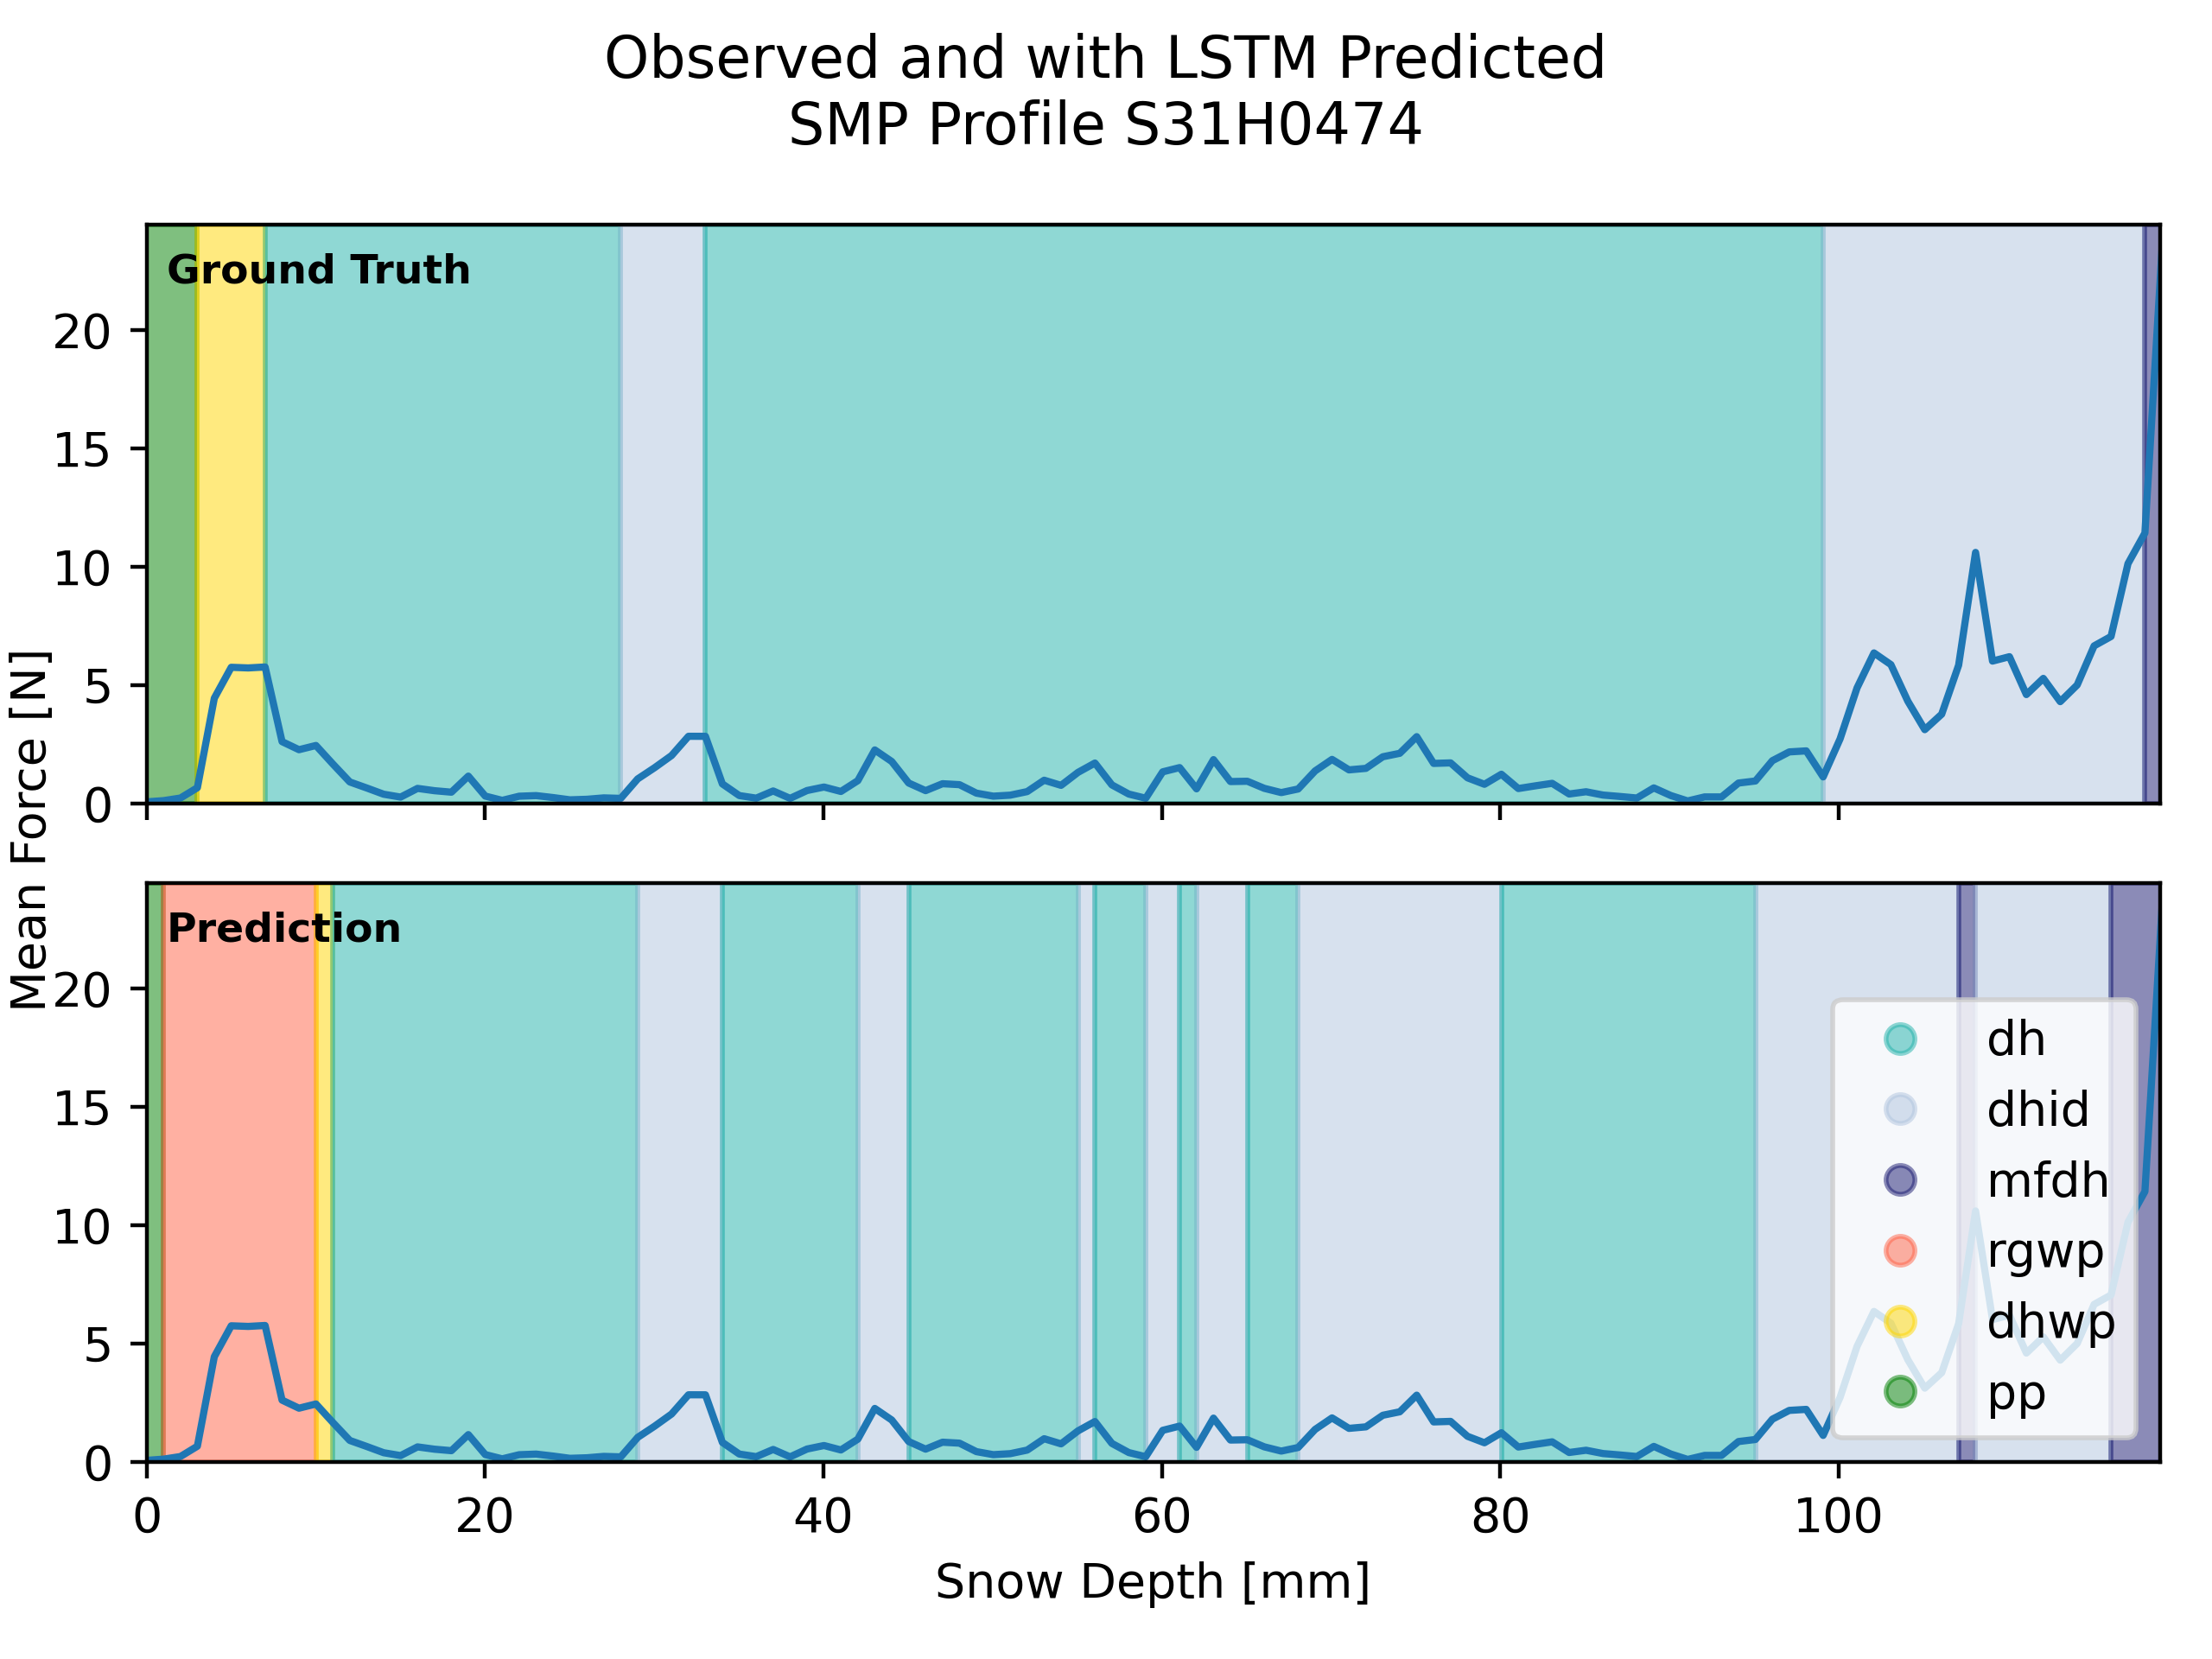 Observed and with LSTM Predicted
SMP Profile S31H0474
Ground Truth
20
15
10
5
0
Mean Force [N]
Prediction
20
15
10
5
0
dh
dhid
mfdh
rgwp
dhwp
pp
0 20 40 60 80 100
Snow Depth [mm]